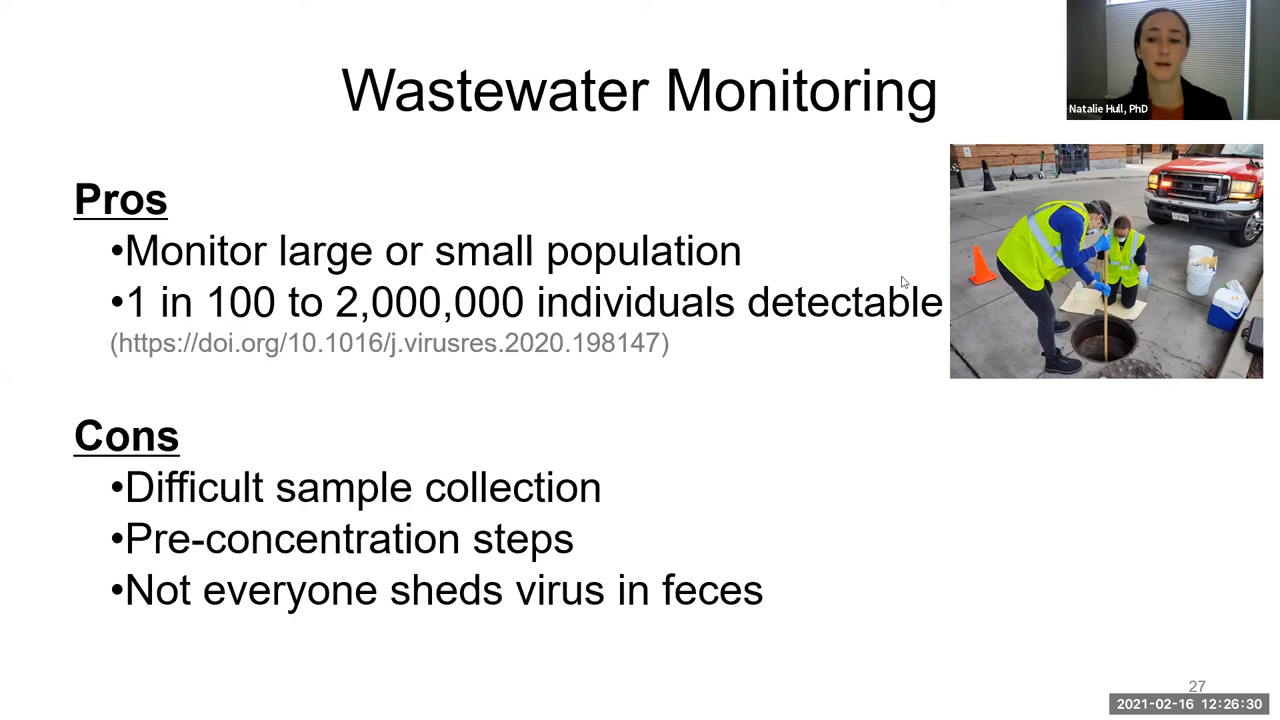 Wastewater Monitoring
Natalie Hull, PhD
Pros
•Monitor large or small population
•1 in 100 to 2,000,000 individuals detectable
(https://doi.org/10.1016/j.virusres.2020.198147)
Cons
•Difficult sample collection
•Pre-concentration steps
•Not everyone sheds virus in feces
27
2021-02-16 12:26:30